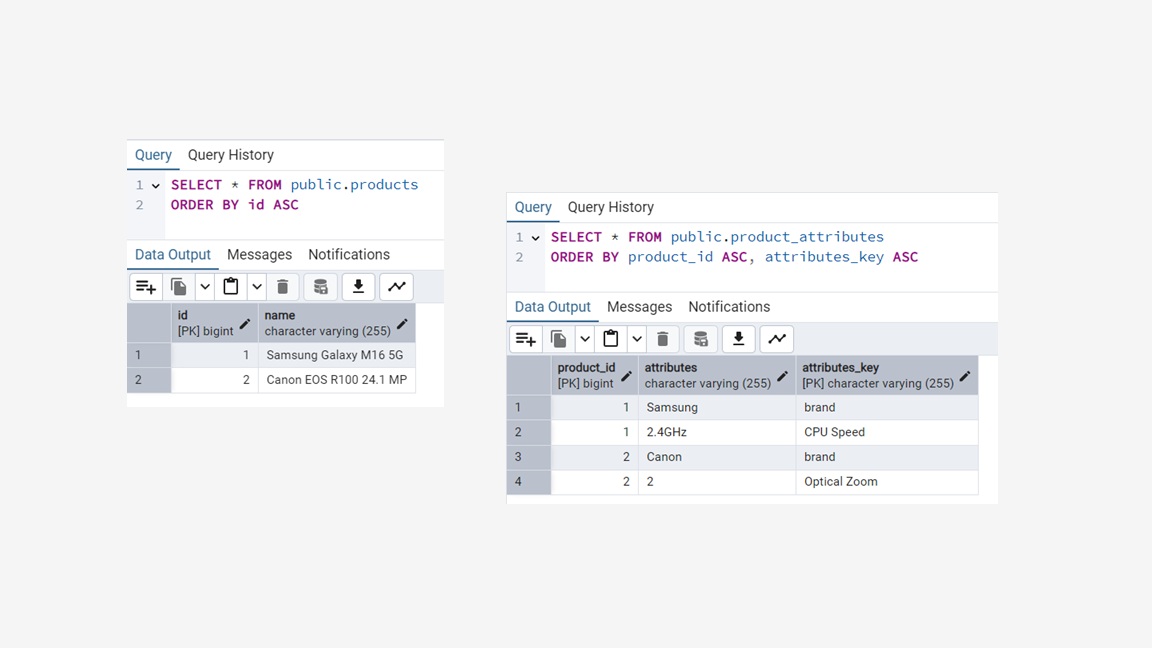 Query Query History
1 SELECT * FROM public.products
2 ORDER BY id ASC
Data Output Messages Notifications
id name
[PK] bigint character varying (255)
1 1 Samsung Galaxy M16 5G
2 2 Canon EOS R100 24.1 MP
Query Query History
1 SELECT * FROM public.product_attributes
2 ORDER BY product_id ASC, attributes_key ASC
Data Output Messages Notifications
product_id attributes attributes_key
[PK] bigint character varying (255) [PK] character varying (255)
1 1 Samsung brand
2 1 2.4GHz CPU Speed
3 2 Canon brand
4 2 2 Optical Zoom